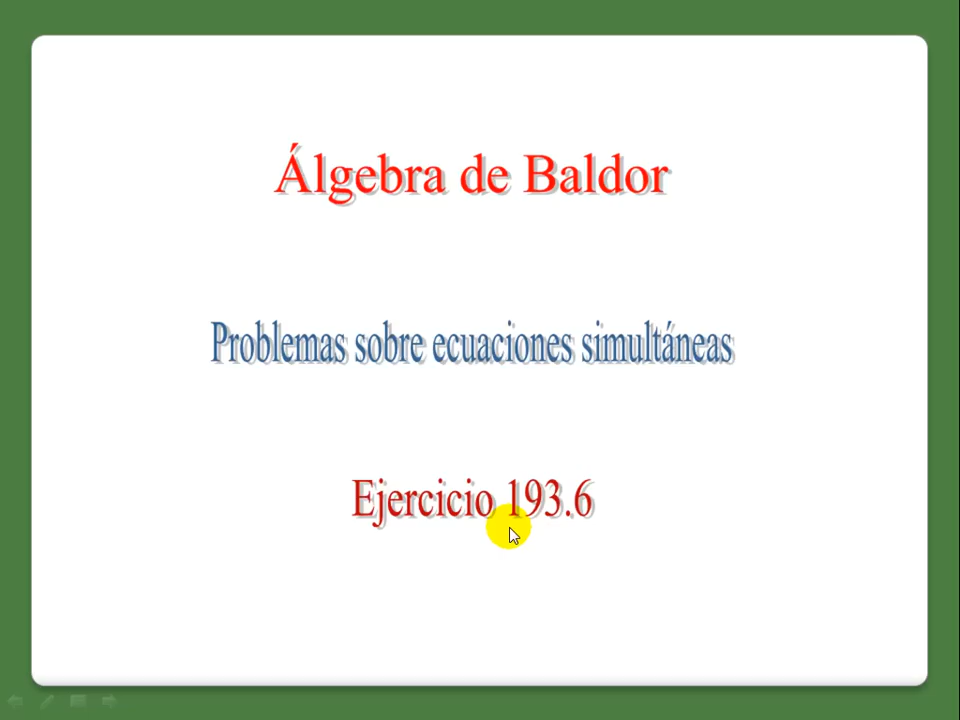 Álgebra de Baldor
Problemas sobre ecuaciones simultáneas
Ejercicio 193.6